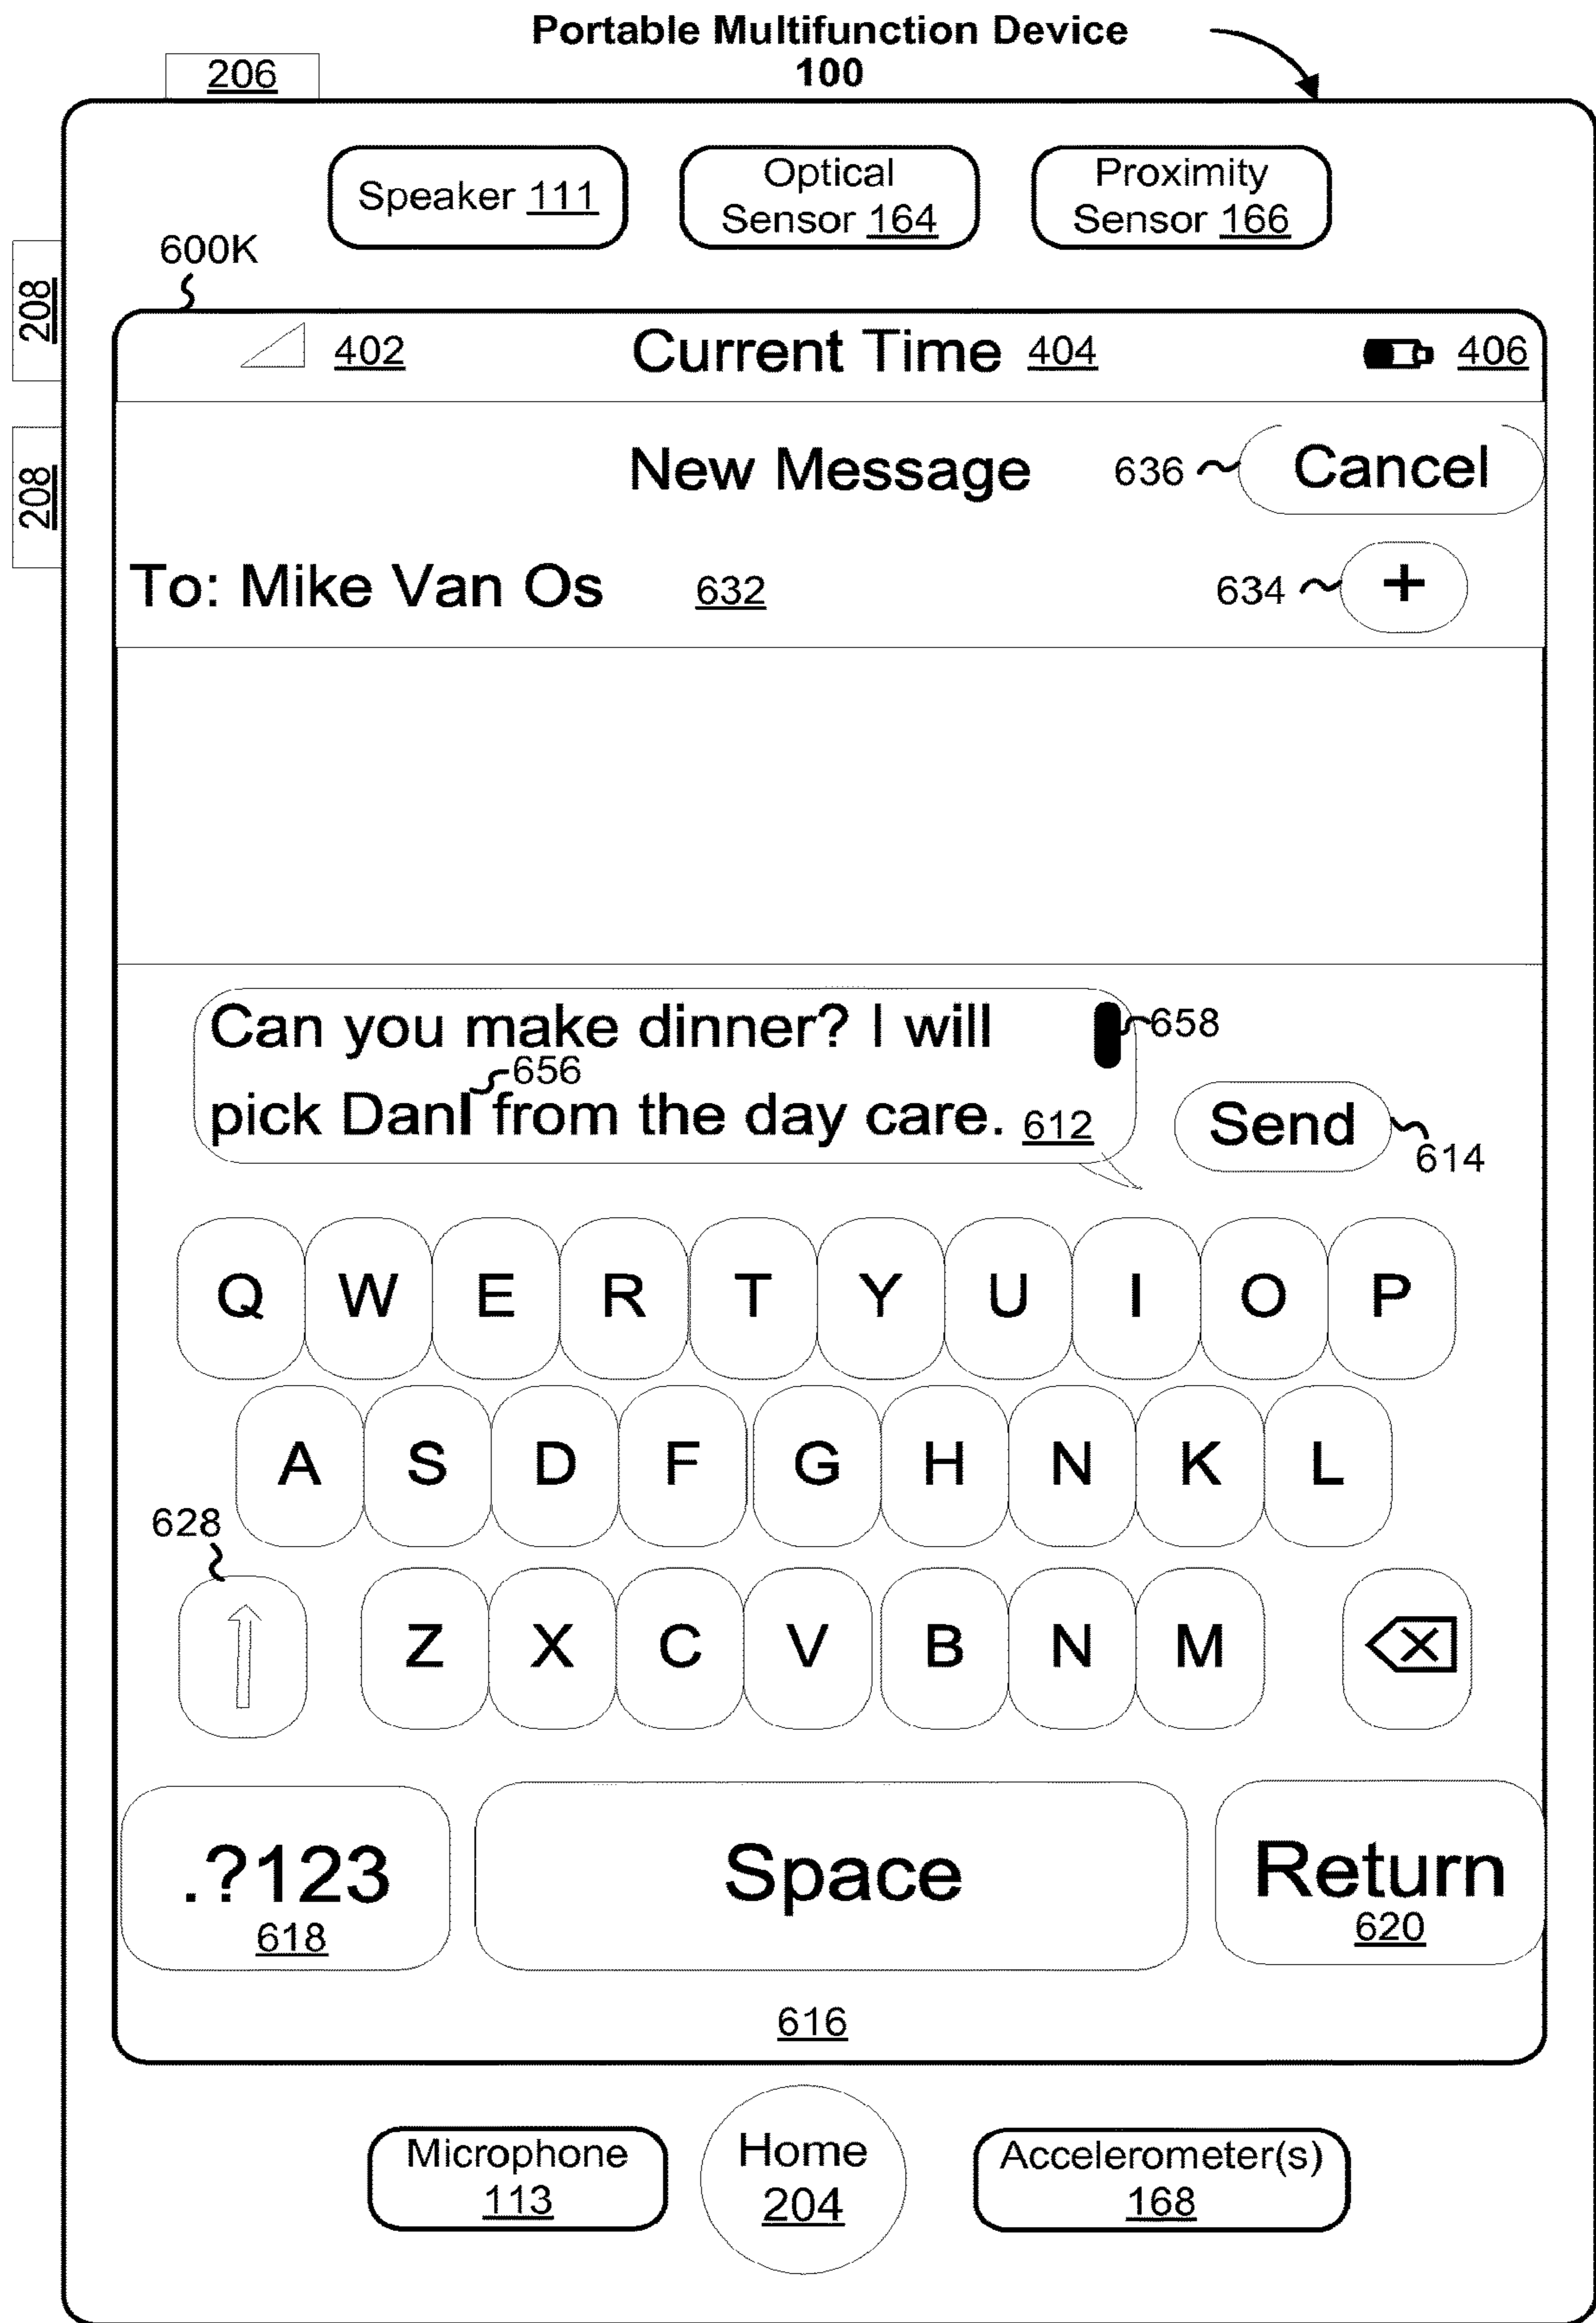 Portable Multifunction Device
100
206
Speaker 111
Optical
Sensor 164
Proximity
Sensor 166
600K
208
208
402
Current Time 404
406
New Message
636
Cancel
To: Mike Van Os
632
634
+
Can you make dinner? I will
658
656
pick Dan from the day care. 612
Send
614
Q W E R T Y U I O P
A S D F G H N K L
628
Z X C V B N M
.?123
618
Space
Return
620
616
Microphone
113
Home
204
Accelerometer(s)
168